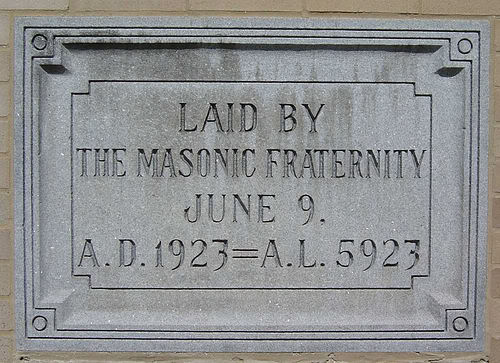 LAID BY
THE MASONIC FRATERNITY
JUNE 9.
A.D. 1923=A.L. 5923